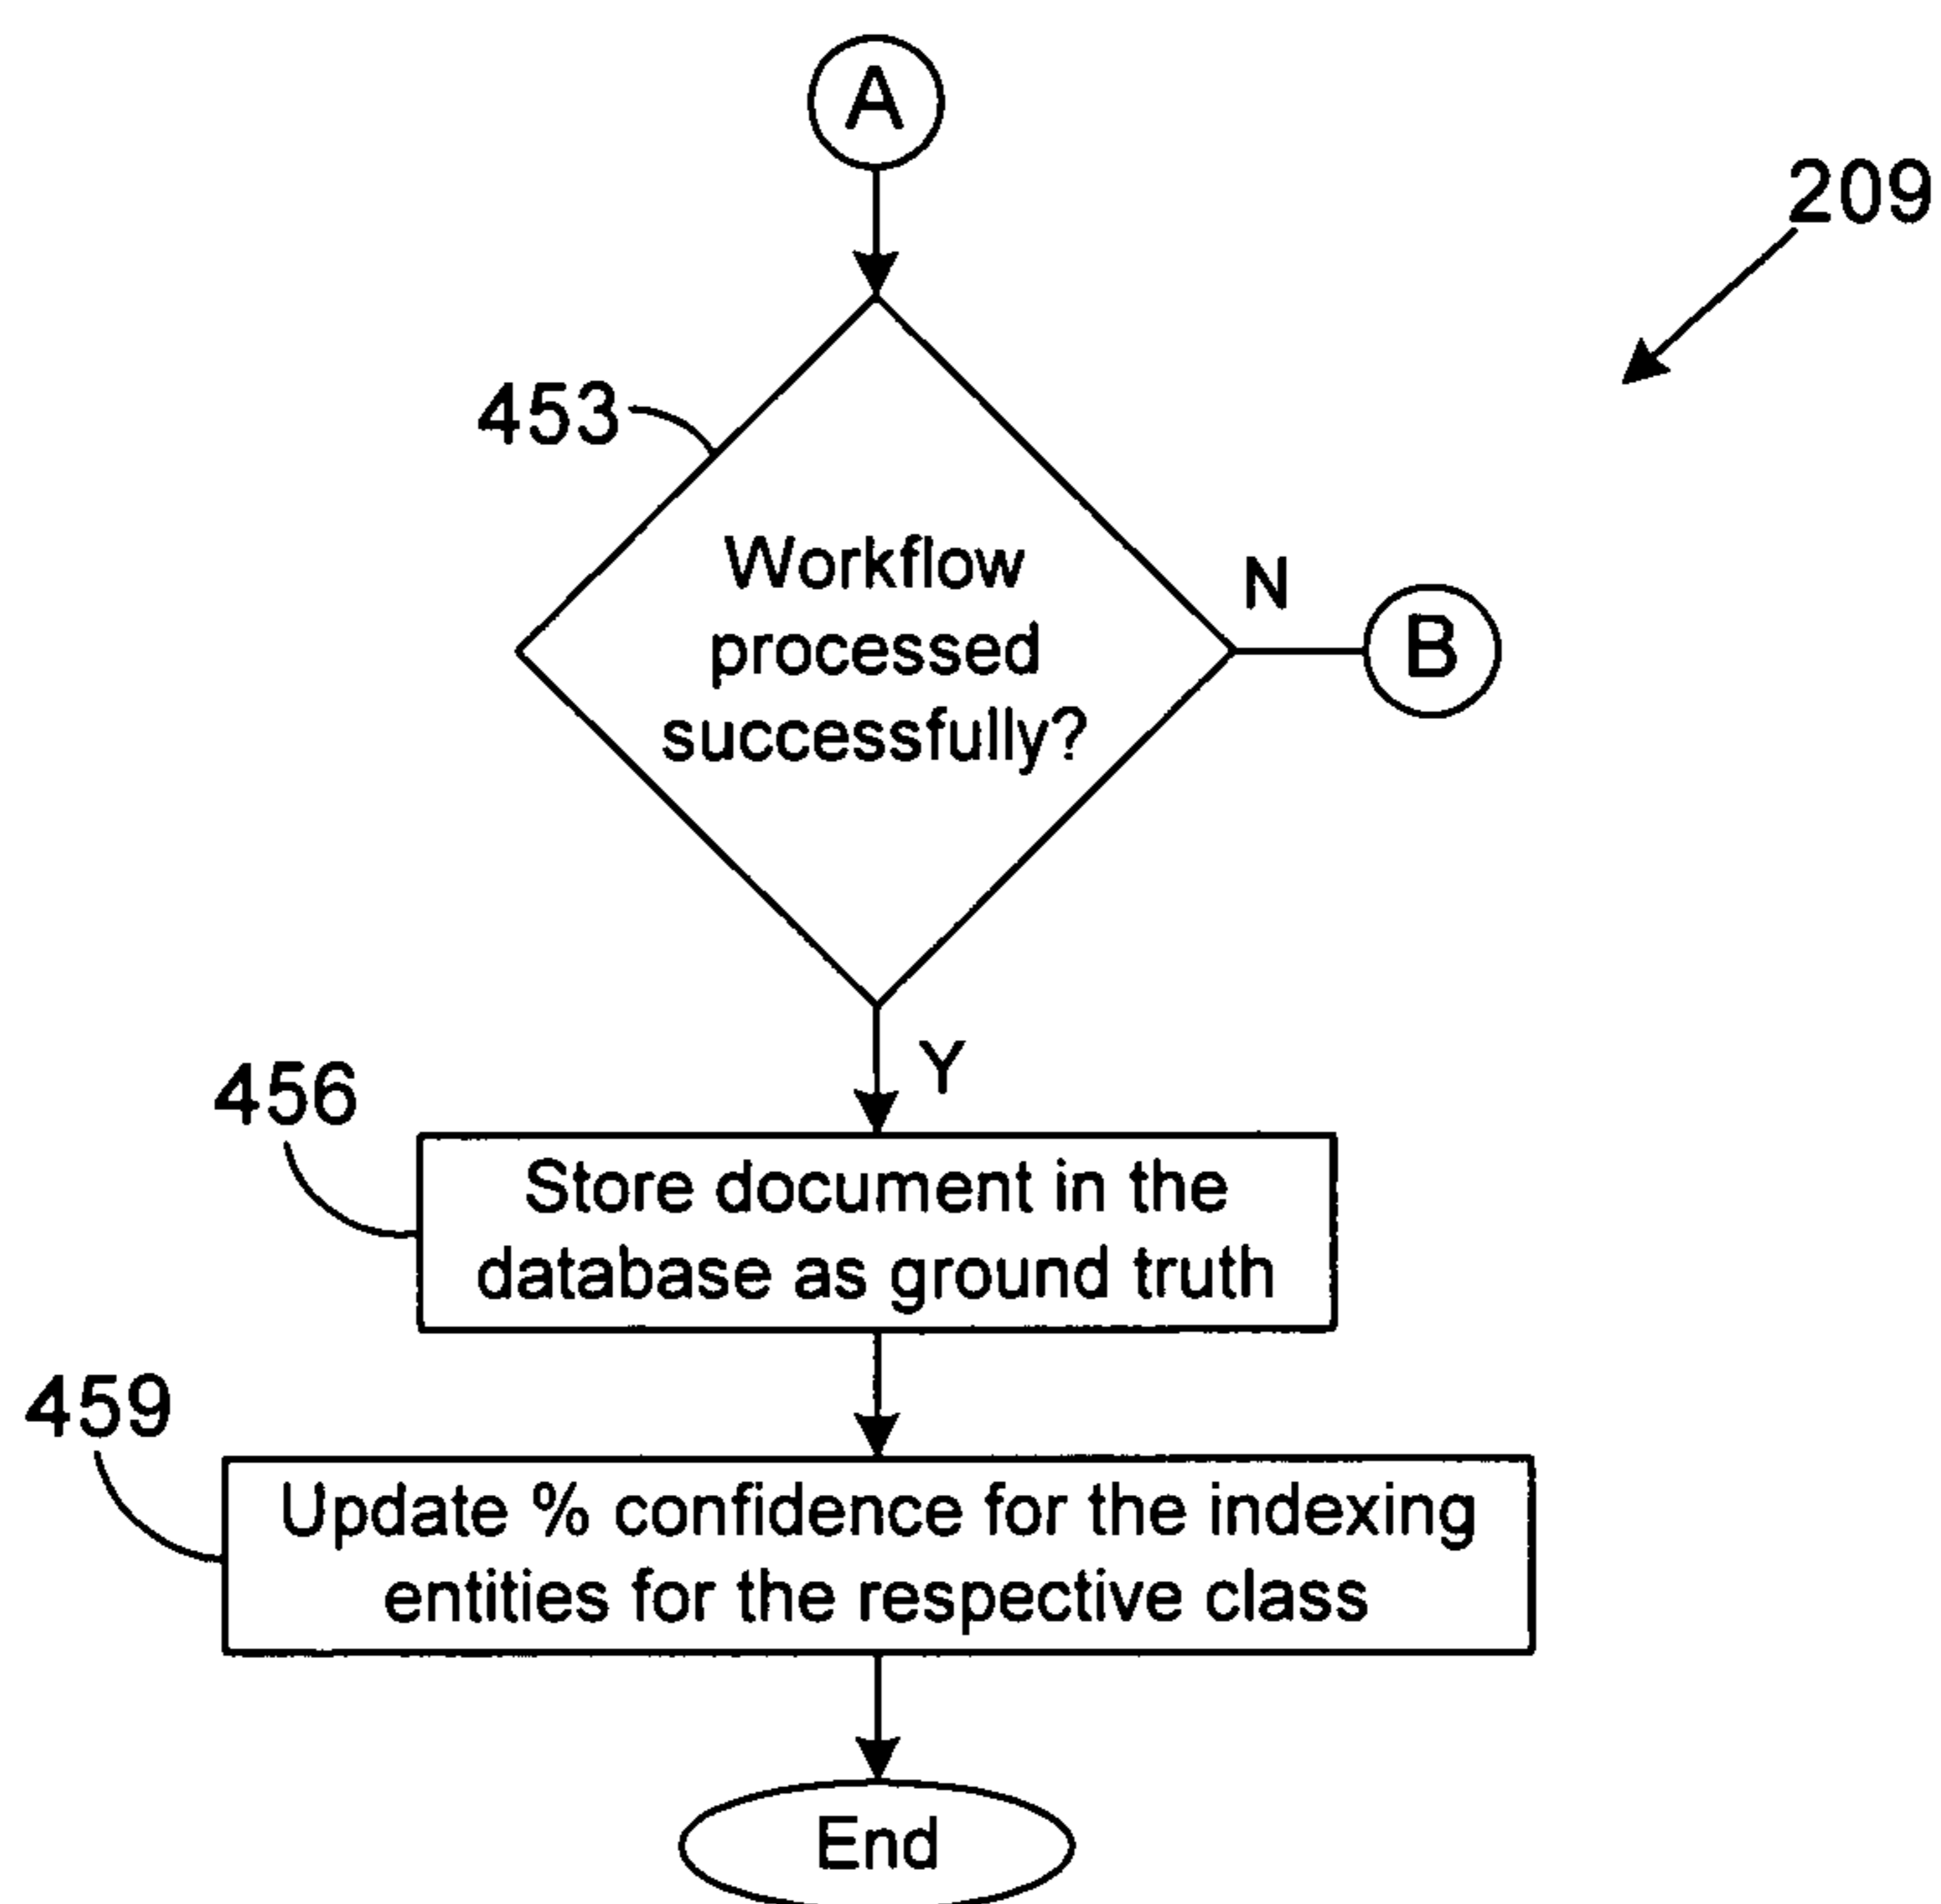 A
209
453
Workflow
processed
successfully?
N
B
Y
456
Store document in the
database as ground truth
459
Update % confidence for the indexing
entities for the respective class
End